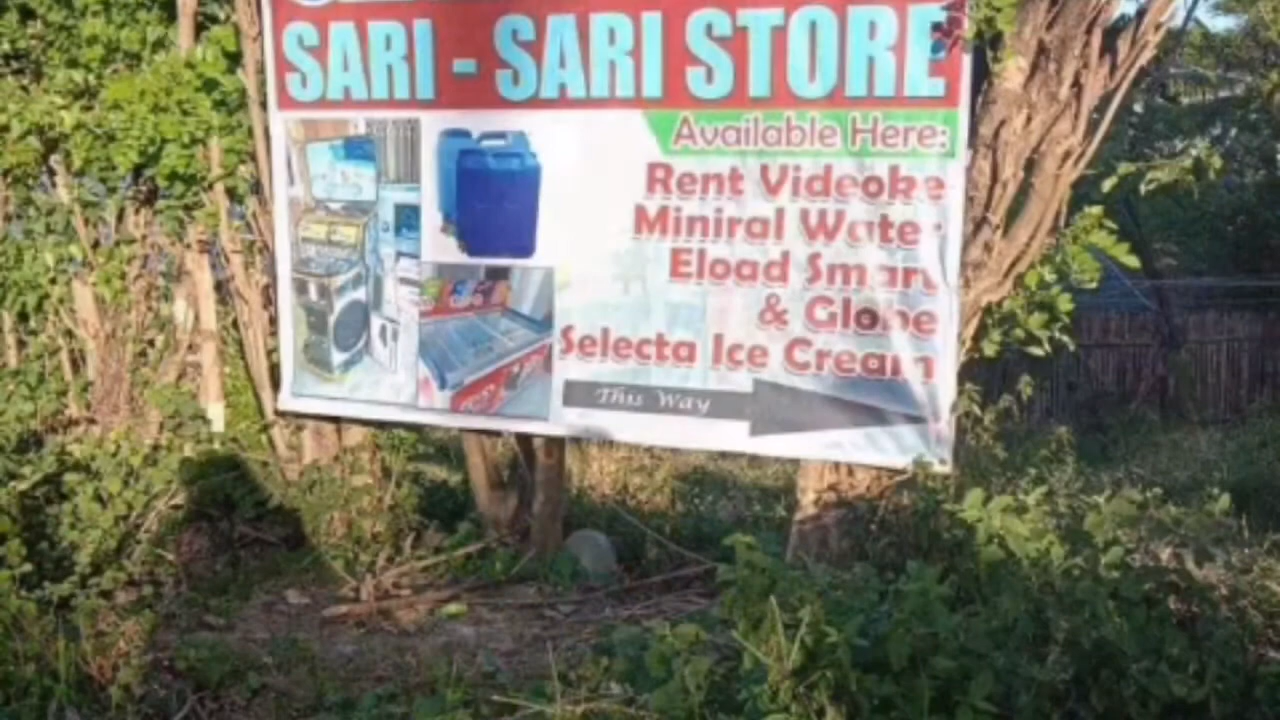 SARI - SARI STORE
Available Here:
Rent Videoke
Miniral Water
Eload Smart
& Globe
Selecta Ice Cream
This Way